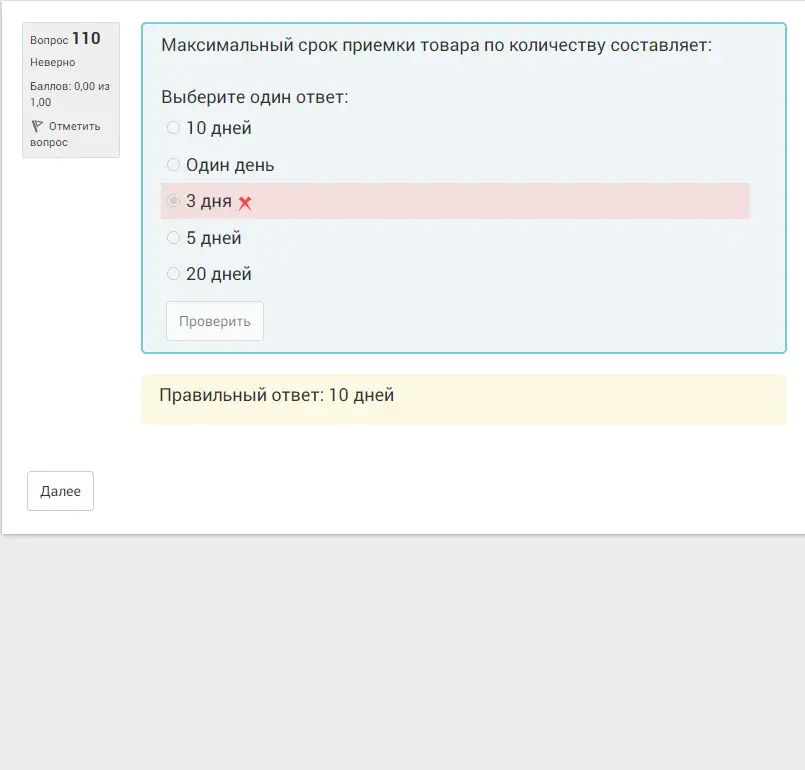 Вопрос 110
Неверно
Баллов: 0,00 из
1,00
Отметить
вопрос
Максимальный срок приемки товара по количеству составляет:
Выберите один ответ:
10 дней
Один день
3 дня
5 дней
20 дней
Проверить
Правильный ответ: 10 дней
Далее